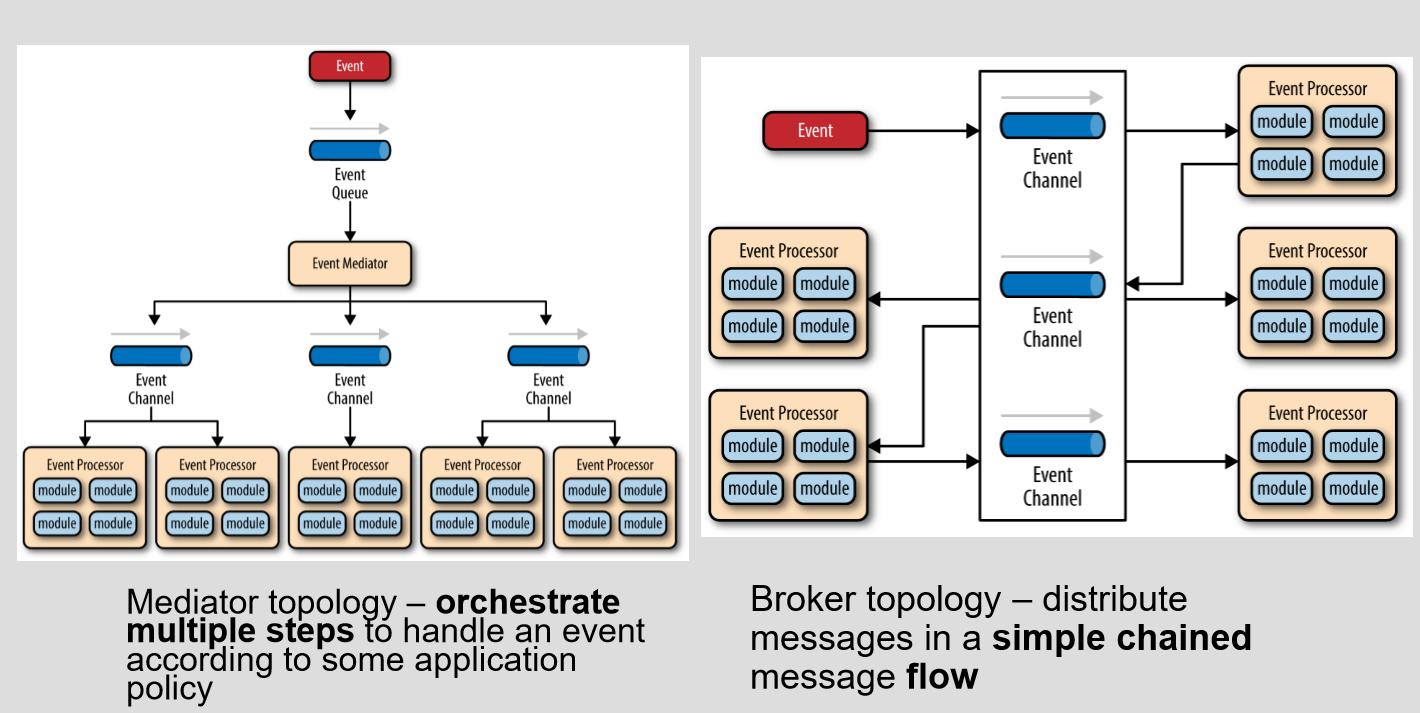 Event
Event
Queue
Event Mediator
Event
Channel
Event
Channel
Event
Channel
Event Processor
module module
module module
Event Processor
module module
module module
Event Processor
module module
module module
Event Processor
module module
module module
Event Processor
module module
module module
Mediator topology – orchestrate
multiple steps to handle an event
according to some application
policy
Event
Event
Channel
Event Processor
module module
module module
Event Processor
module module
module module
Event
Channel
Event Processor
module module
module module
Event Processor
module module
module module
Event
Channel
Event Processor
module module
module module
Broker topology – distribute
messages in a simple chained
message flow